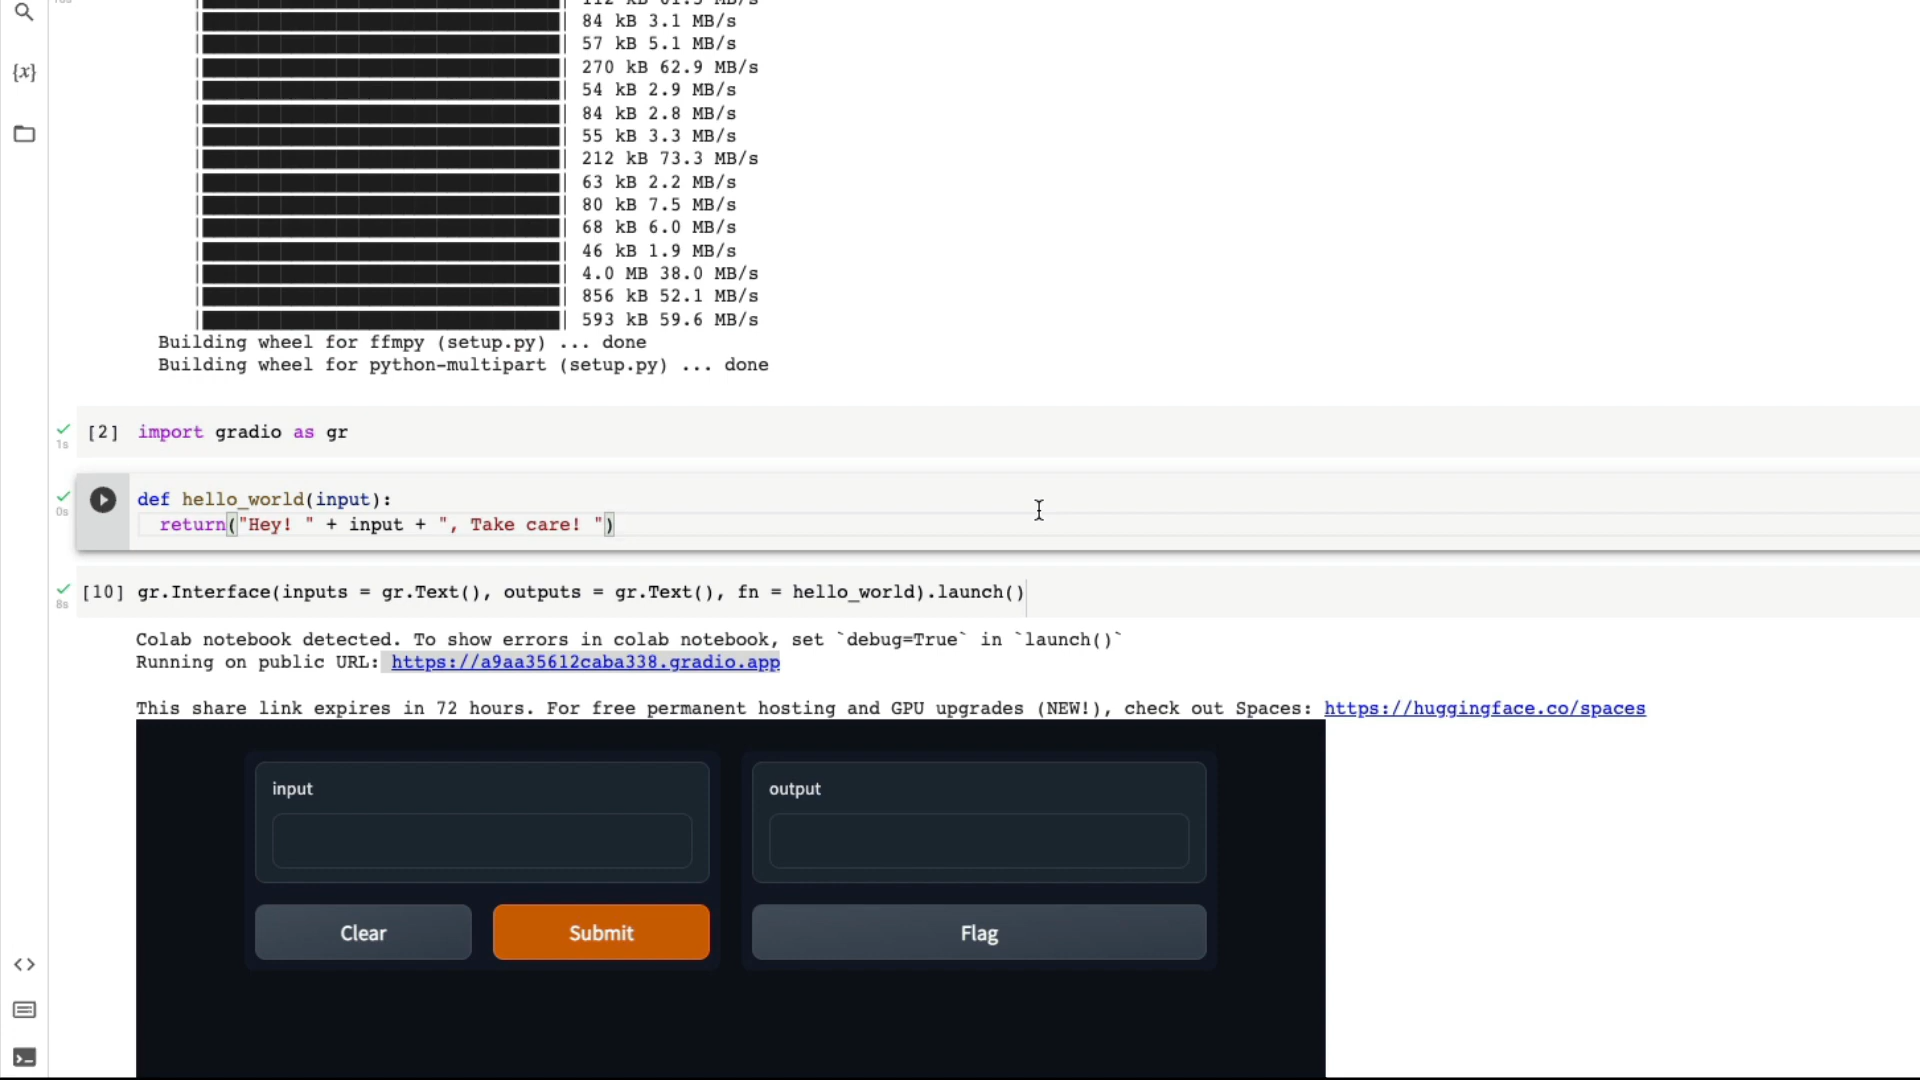 84 kB 3.1 MB/s
{x}
57 kB 5.1 MB/s
270 kB 62.9 MB/s
54 kB 2.9 MB/s
84 kB 2.8 MB/s
55 kB 3.3 MB/s
212 kB 73.3 MB/s
63 kB 2.2 MB/s
80 kB 7.5 MB/s
68 kB 6.0 MB/s
46 kB 1.9 MB/s
4.0 MB 38.0 MB/s
856 kB 52.1 MB/s
593 kB 59.6 MB/s
Building wheel for ffmpy (setup.py) ... done
Building wheel for python-multipart (setup.py) ... done
1s [2] import gradio as gr
0s def hello_world(input):
return("Hey! " + input + ", Take care! ")
8s [10] gr.Interface(inputs = gr.Text(), outputs = gr.Text(), fn = hello_world).launch()
Colab notebook detected. To show errors in colab notebook, set `debug=True` in `launch()`
Running on public URL: https://a9aa35612caba338.gradio.app
This share link expires in 72 hours. For free permanent hosting and GPU upgrades (NEW!), check out Spaces: https://huggingface.co/spaces
input
output
Clear
Submit
Flag